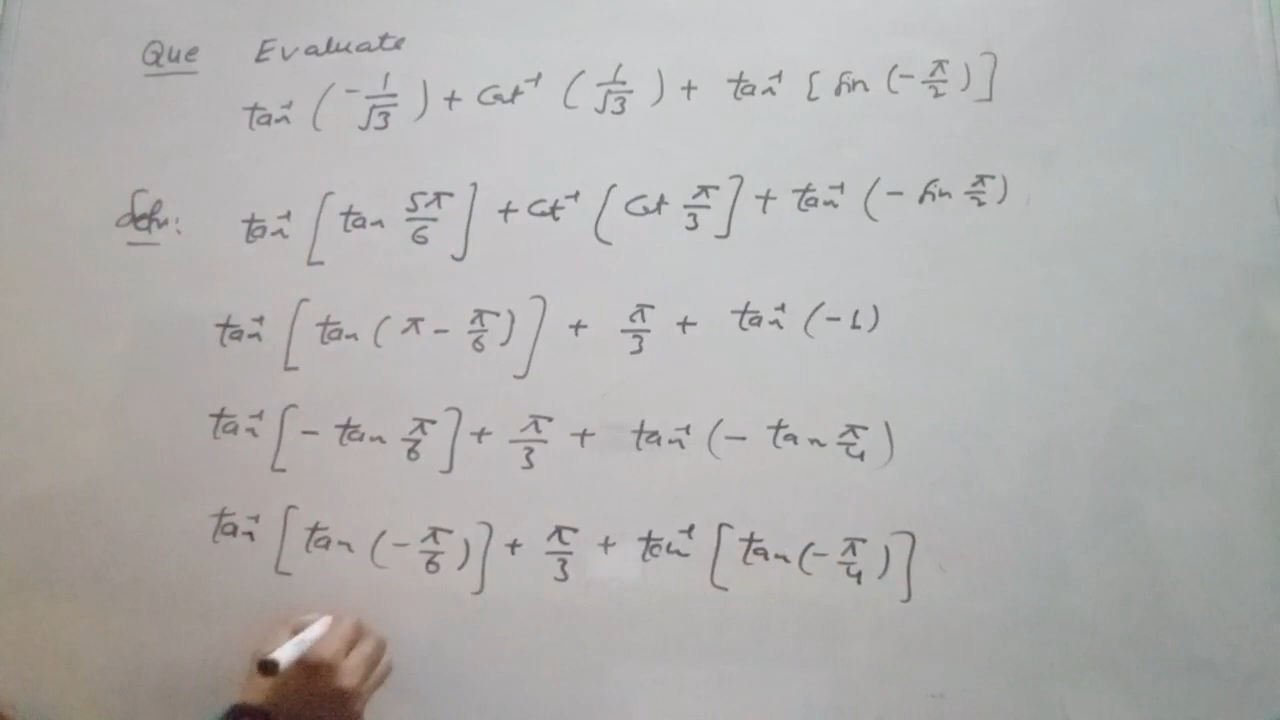 Que Evaluate
tan⁻¹ (-1/√3) + Cot⁻¹ (1/√3) + tan⁻¹ [sin (-π/2)]
Soln: tan⁻¹ [tan 5π/6] + Cot⁻¹ [Cot π/3] + tan⁻¹ (- sin π/2)
tan⁻¹ [tan (π - π/6)] + π/3 + tan⁻¹ (-1)
tan⁻¹ [- tan π/6] + π/3 + tan⁻¹ (- tan π/4)
tan⁻¹ [tan (-π/6)] + π/3 + tan⁻¹ [tan (-π/4)]